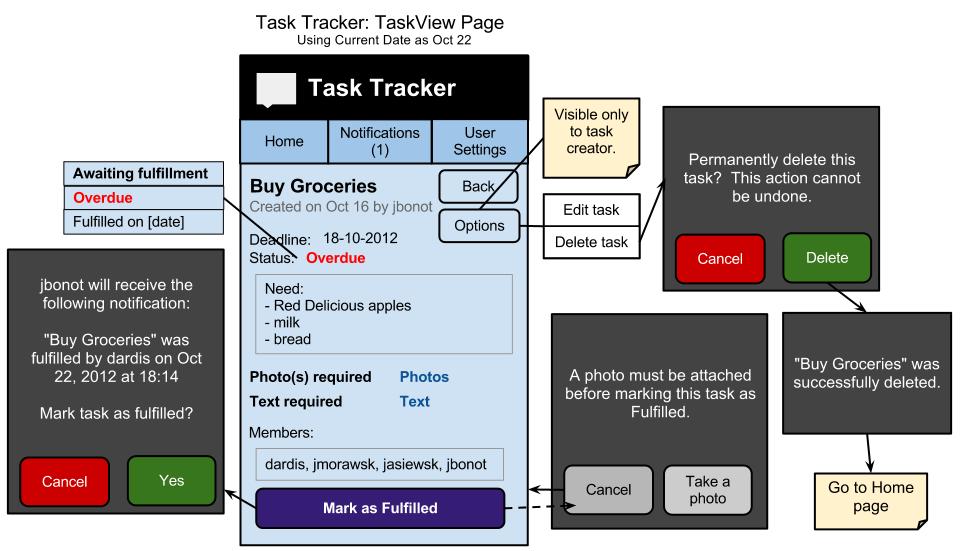 Task Tracker: TaskView Page
Using Current Date as Oct 22
Task Tracker
Home
Notifications
(1)
User
Settings
Buy Groceries
Created on Oct 16 by jbonot
Back
Options
Deadline: 18-10-2012
Status: Overdue
Need:
- Red Delicious apples
- milk
- bread
Photo(s) required Photos
Text required Text
Members:
dardis, jmorawsk, jasiewsk, jbonot
Mark as Fulfilled
Awaiting fulfillment
Overdue
Fulfilled on [date]
jbonot will receive the
following notification:
"Buy Groceries" was
fulfilled by dardis on Oct
22, 2012 at 18:14
Mark task as fulfilled?
Cancel
Yes
Visible only
to task
creator.
Edit task
Delete task
Permanently delete this
task? This action cannot
be undone.
Cancel
Delete
"Buy Groceries" was
successfully deleted.
Go to Home
page
A photo must be attached
before marking this task as
Fulfilled.
Cancel
Take a
photo